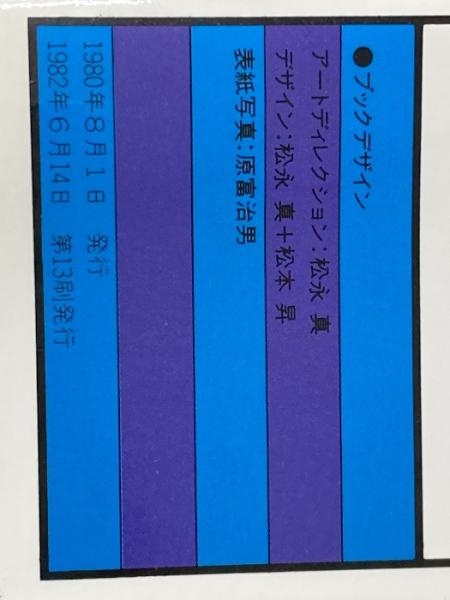 ●ブックデザイン
アートディレクション:松永 真
デザイン:松永 真+松本 昇
表紙写真:原富治男
1980年8月1日 発行
1982年6月14日 第13刷発行